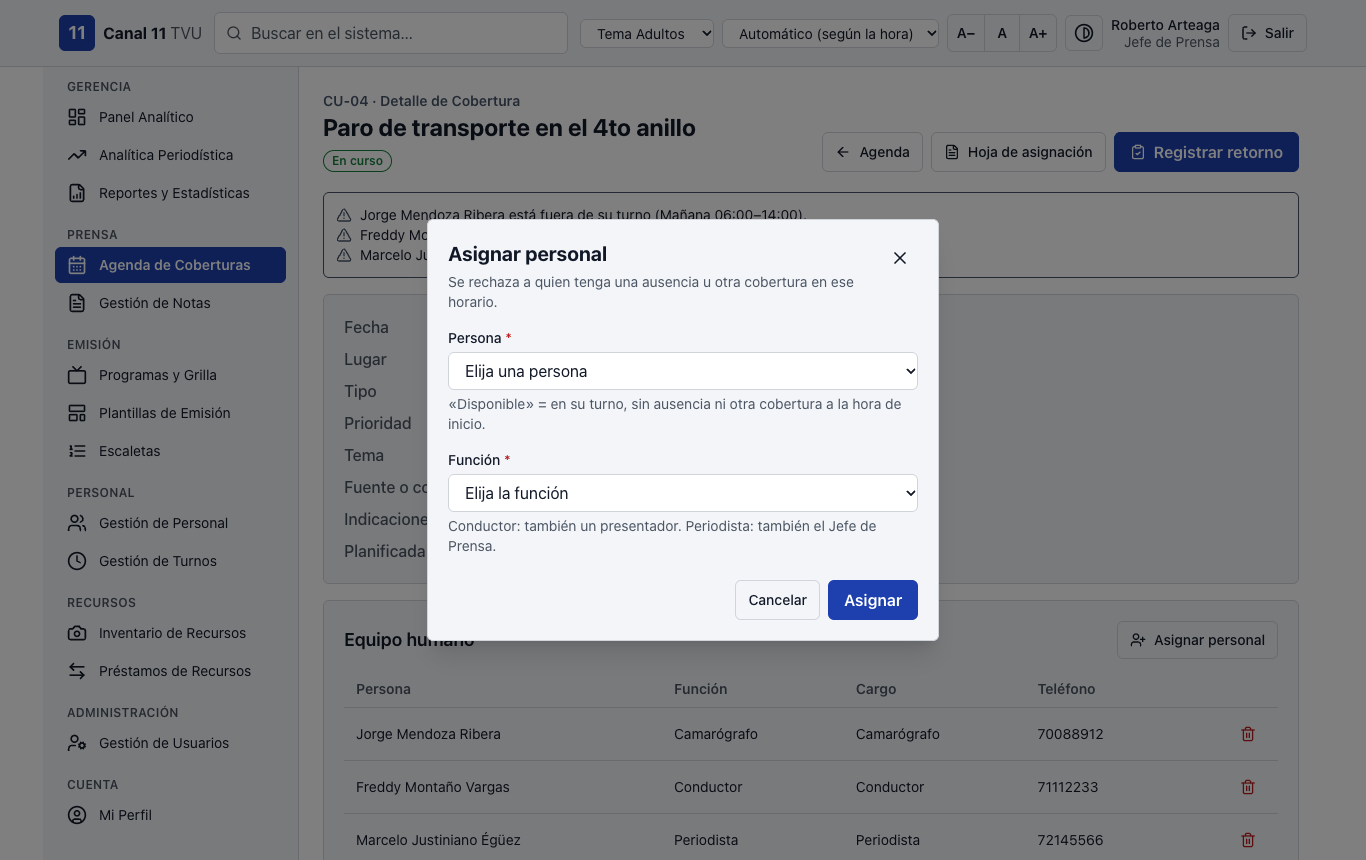 11 Canal 11 TVU
Buscar en el sistema...
Tema Adultos
Automático (según la hora)
A− A A+
Roberto Arteaga
Jefe de Prensa
Salir
GERENCIA
Panel Analítico
Analítica Periodística
Reportes y Estadísticas
PRENSA
Agenda de Coberturas
Gestión de Notas
EMISIÓN
Programas y Grilla
Plantillas de Emisión
Escaletas
PERSONAL
Gestión de Personal
Gestión de Turnos
RECURSOS
Inventario de Recursos
Préstamos de Recursos
ADMINISTRACIÓN
Gestión de Usuarios
CUENTA
Mi Perfil
CU-04 · Detalle de Cobertura
Paro de transporte en el 4to anillo
En curso
Agenda
Hoja de asignación
Registrar retorno
Jorge Mendoza Ribera está fuera de su turno (Mañana 06:00–14:00).
Freddy
Marcelo
Fecha
Lugar
Tipo
Prioridad
Tema
Fuente o
Indicacione
Planificada
Asignar personal
Se rechaza a quien tenga una ausencia u otra cobertura en ese
horario.
Persona *
Elija una persona
«Disponible» = en su turno, sin ausencia ni otra cobertura a la hora de
inicio.
Función *
Elija la función
Conductor: también un presentador. Periodista: también el Jefe de
Prensa.
Cancelar
Asignar
Equipo humano
Asignar personal
Persona Función Cargo Teléfono
Jorge Mendoza Ribera Camarógrafo Camarógrafo 70088912
Freddy Montaño Vargas Conductor Conductor 71112233
Marcelo Justiniano Égüez Periodista Periodista 72145566